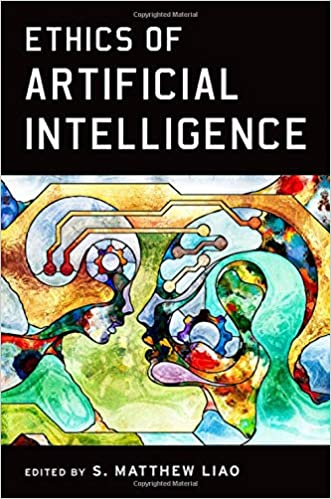 ETHICS OF
ARTIFICIAL
INTELLIGENCE
EDITED BY S. MATTHEW LIAO